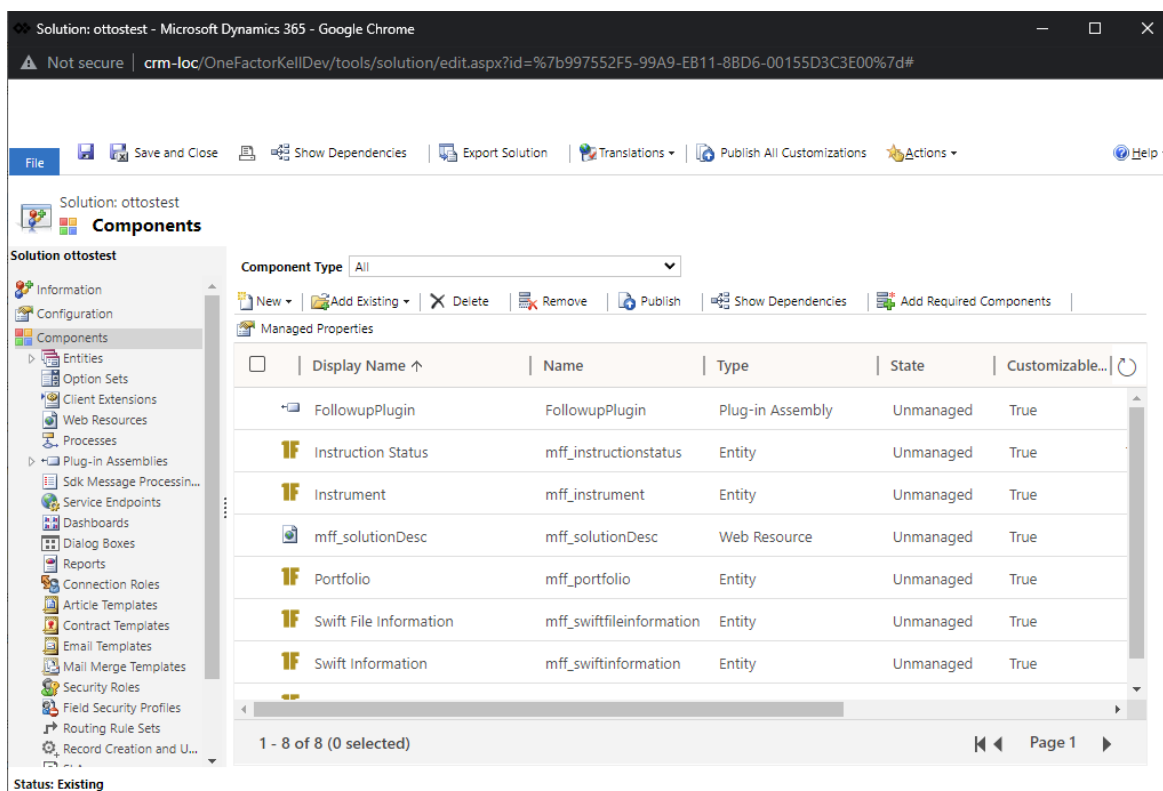 Solution: ottostest - Microsoft Dynamics 365 - Google Chrome
Not secure crm-loc/OneFactorKellDev/tools/solution/edit.aspx?id=%7b997552F5-99A9-EB11-8BD6-00155D3C3E00%7d#
File Save and Close Show Dependencies Export Solution Translations Publish All Customizations Actions Help
Solution: ottostest
Components
Solution ottostest
Information
Configuration
Components
Entities
Option Sets
Client Extensions
Web Resources
Processes
Plug-in Assemblies
Sdk Message Processin...
Service Endpoints
Dashboards
Dialog Boxes
Reports
Connection Roles
Article Templates
Contract Templates
Email Templates
Mail Merge Templates
Security Roles
Field Security Profiles
Routing Rule Sets
Record Creation and U...
Component Type All
New Add Existing Delete Remove Publish Show Dependencies Add Required Components
Managed Properties
Display Name Name Type State Customizable...
FollowupPlugin FollowupPlugin Plug-in Assembly Unmanaged True
1F Instruction Status mff_instructionstatus Entity Unmanaged True
1F Instrument mff_instrument Entity Unmanaged True
mff_solutionDesc mff_solutionDesc Web Resource Unmanaged True
1F Portfolio mff_portfolio Entity Unmanaged True
1F Swift File Information mff_swiftfileinformation Entity Unmanaged True
1F Swift Information mff_swiftinformation Entity Unmanaged True
1 - 8 of 8 (0 selected) Page 1
Status: Existing